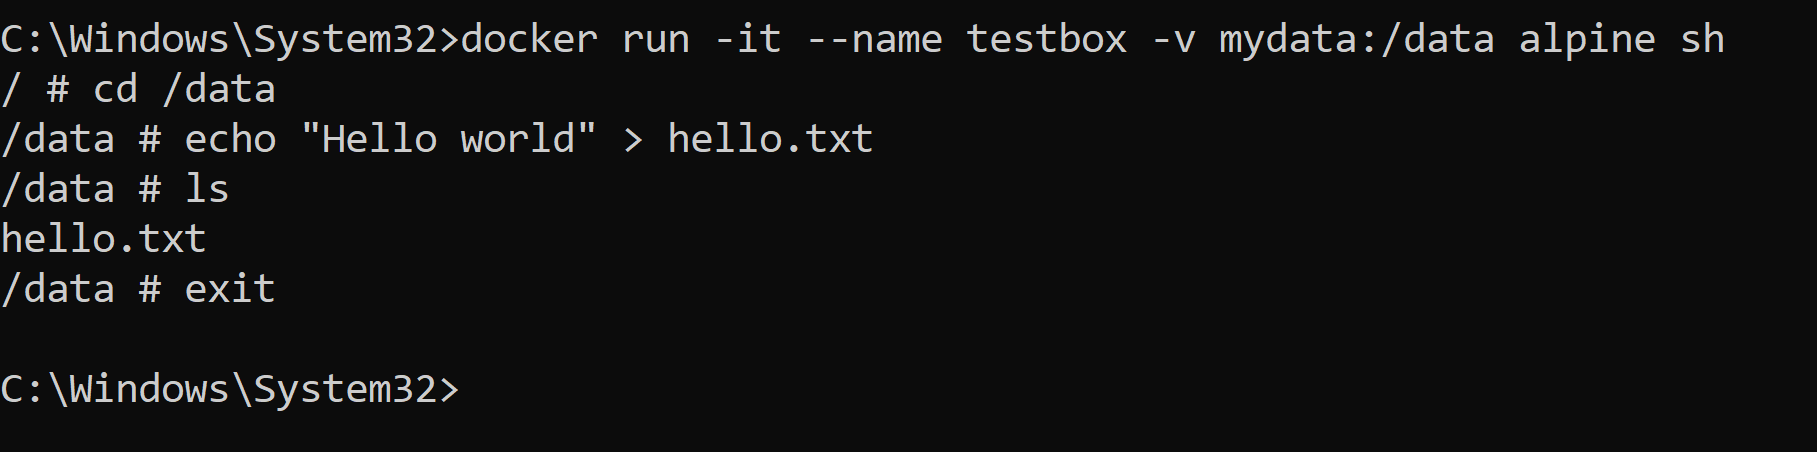 C:\Windows\System32>docker run -it --name testbox -v mydata:/data alpine sh
/ # cd /data
/data # echo "Hello world" > hello.txt
/data # ls
hello.txt
/data # exit
C:\Windows\System32>